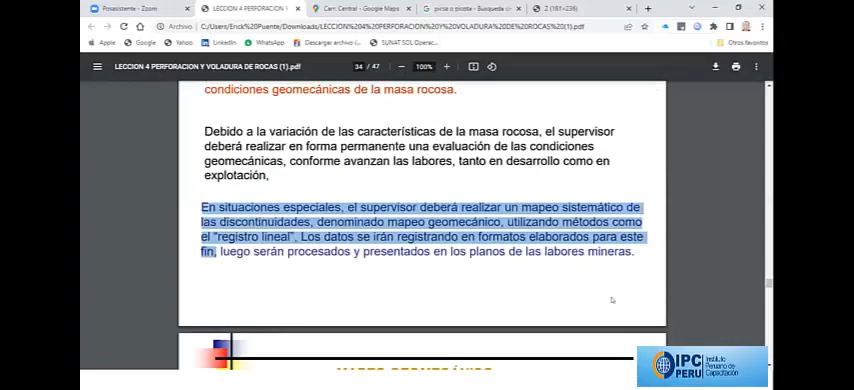 Posasistente - Zoom
LECCION 4 PERFORACION Y V
Carr. Central - Google Maps
pirsa o picota - Búsqueda
Z (181×236)
Archivo
C:/Users/Erick%20Puente/Downloads/LECCION%204%20PERFORACION%20Y%20VOLADURA%20DE%20ROCAS%20(1).pdf
Apple
Google
Yahoo
LinkedIn
WhatsApp
Descargar archivo i...
SUNAT SOL Operac...
Otros favoritos
LECCION 4 PERFORACION Y VOLADURA DE ROCAS (1).pdf
34 / 47
100%
condiciones geomecánicas de la masa rocosa.
Debido a la variación de las características de la masa rocosa, el supervisor
deberá realizar en forma permanente una evaluación de las condiciones
geomecánicas, conforme avanzan las labores, tanto en desarrollo como en
explotación,
En situaciones especiales, el supervisor deberá realizar un mapeo sistemático de
las discontinuidades, denominado mapeo geomecánico, utilizando métodos como
el "registro lineal", Los datos se irán registrando en formatos elaborados para este
fin, luego serán procesados y presentados en los planos de las labores mineras.
MAPEO GEOMECÁNICO
IPC
PERU
Instituto
Peruano de
Capacitación